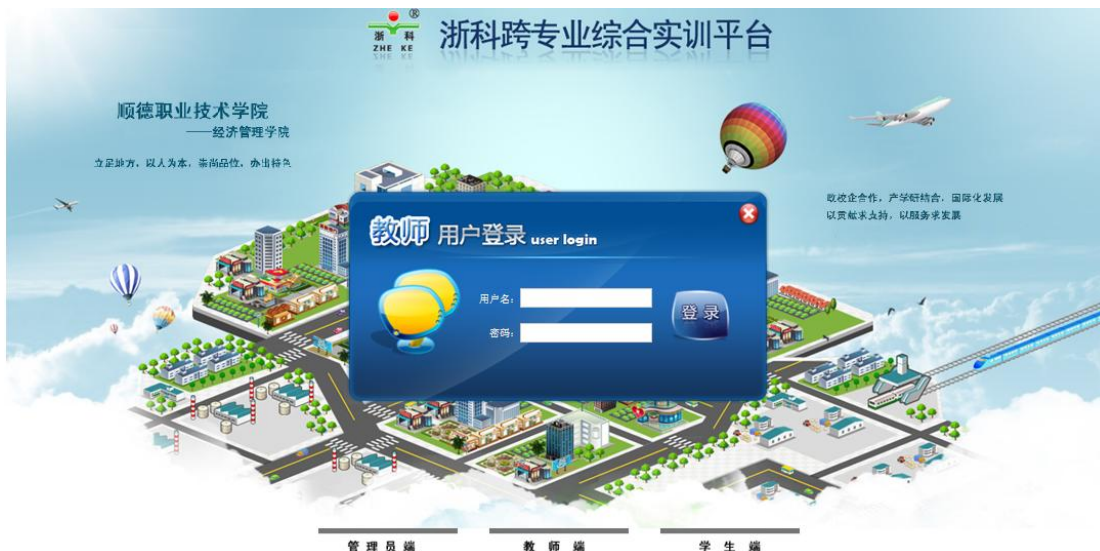 ®
浙 科
ZHE KE
浙科跨专业综合实训平台
顺德职业技术学院
——经济管理学院
立足地方，以人为本，崇尚品位，办出特色
政校企合作，产学研结合，国际化发展
以贡献求支持，以服务求发展
教师 用户登录 user login
用户名：
密码：
登录
管理员端
教师端
学生端